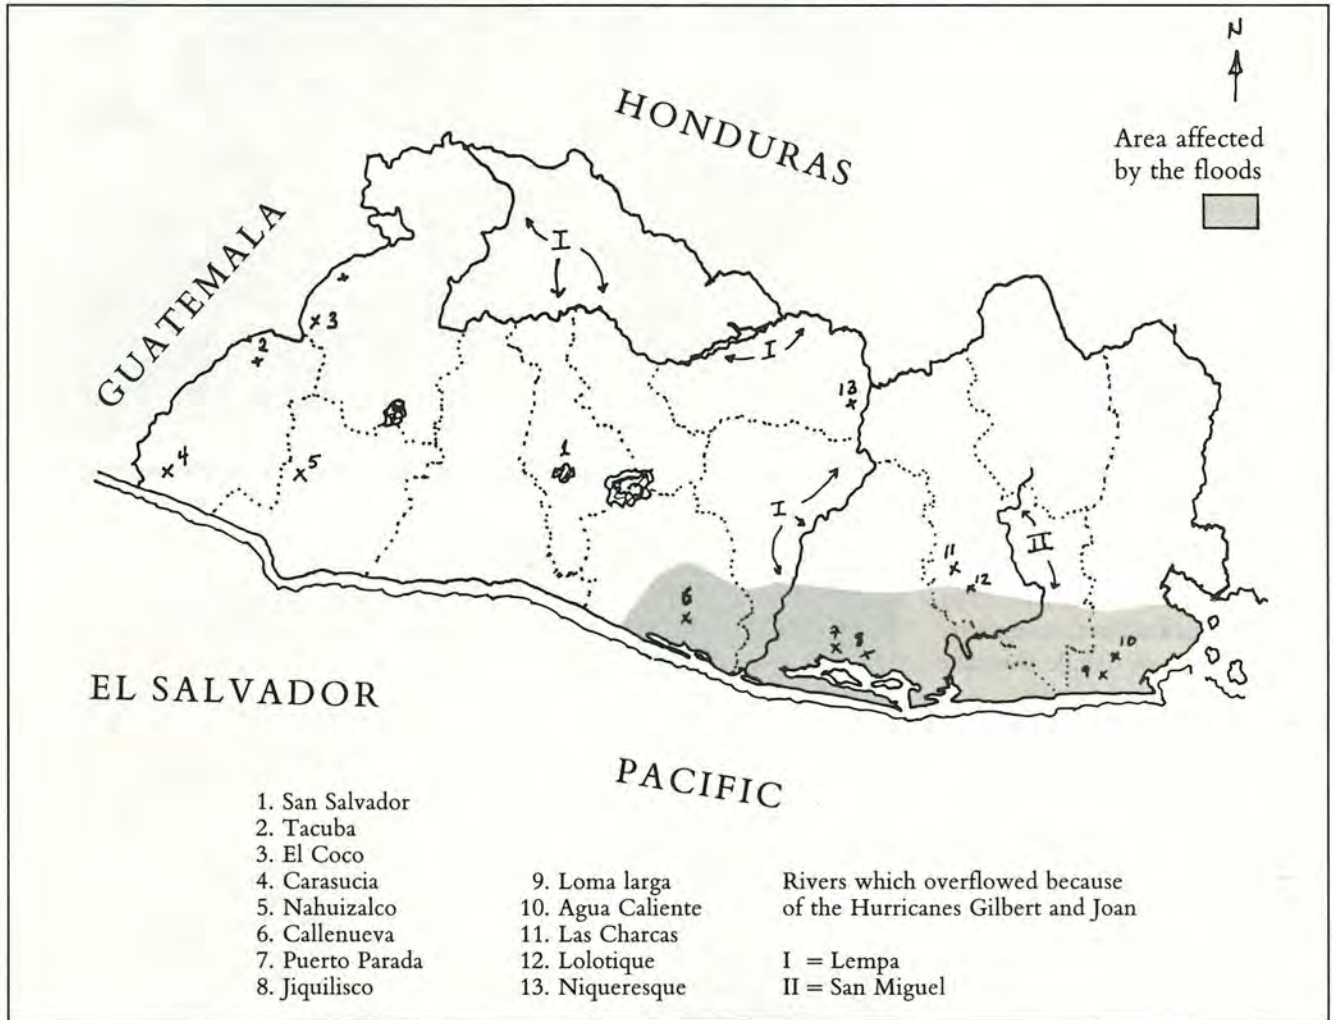 N
HONDURAS
Area affected
by the floods
GUATEMALA
I
3
2
I
13
1
4
5
I
11
II
12
6
7
8
10
9
EL SALVADOR
PACIFIC
1. San Salvador
2. Tacuba
3. El Coco
4. Carasucia
5. Nahuizalco
6. Callenueva
7. Puerto Parada
8. Jiquilisco
9. Loma larga
10. Agua Caliente
11. Las Charcas
12. Lolotique
13. Niqueresque
Rivers which overflowed because
of the Hurricanes Gilbert and Joan
I = Lempa
II = San Miguel